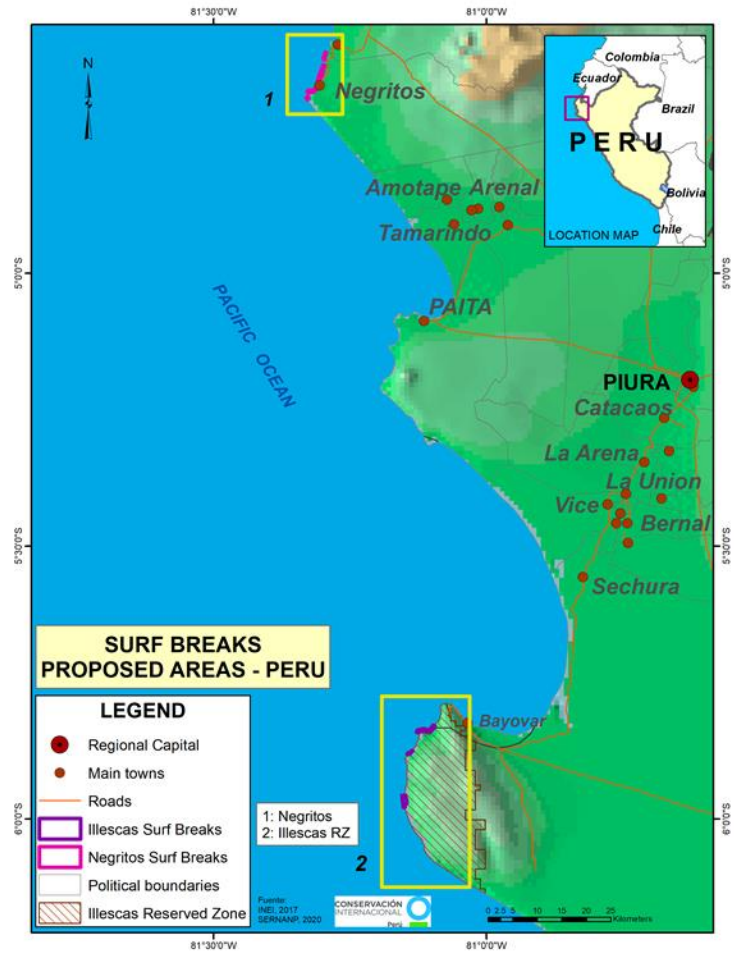 81°30'0"W
81°0'0"W
N
1
Negritos
Colombia
Ecuador
Brazil
PERU
Bolivia
Chile
LOCATION MAP
Amotape Arenal
Tamarindo
5°0'0"S
5°0'0"S
PAITA
PACIFIC OCEAN
PIURA
Catacaos
La Arena
La Union
Vice
Bernal
5°30'0"S
5°30'0"S
Sechura
SURF BREAKS
PROPOSED AREAS - PERU
LEGEND
Regional Capital
Main towns
Roads
Illescas Surf Breaks
Negritos Surf Breaks
Political boundaries
Illescas Reserved Zone
Bayovar
1: Negritos
2: Illescas RZ
2
6°0'0"S
6°0'0"S
Fuente:
INEI, 2017
SERNANP, 2020
CONSERVACIÓN
INTERNACIONAL
Perú
0 2.5 5 10 15 20 25
Kilometers
81°30'0"W
81°0'0"W